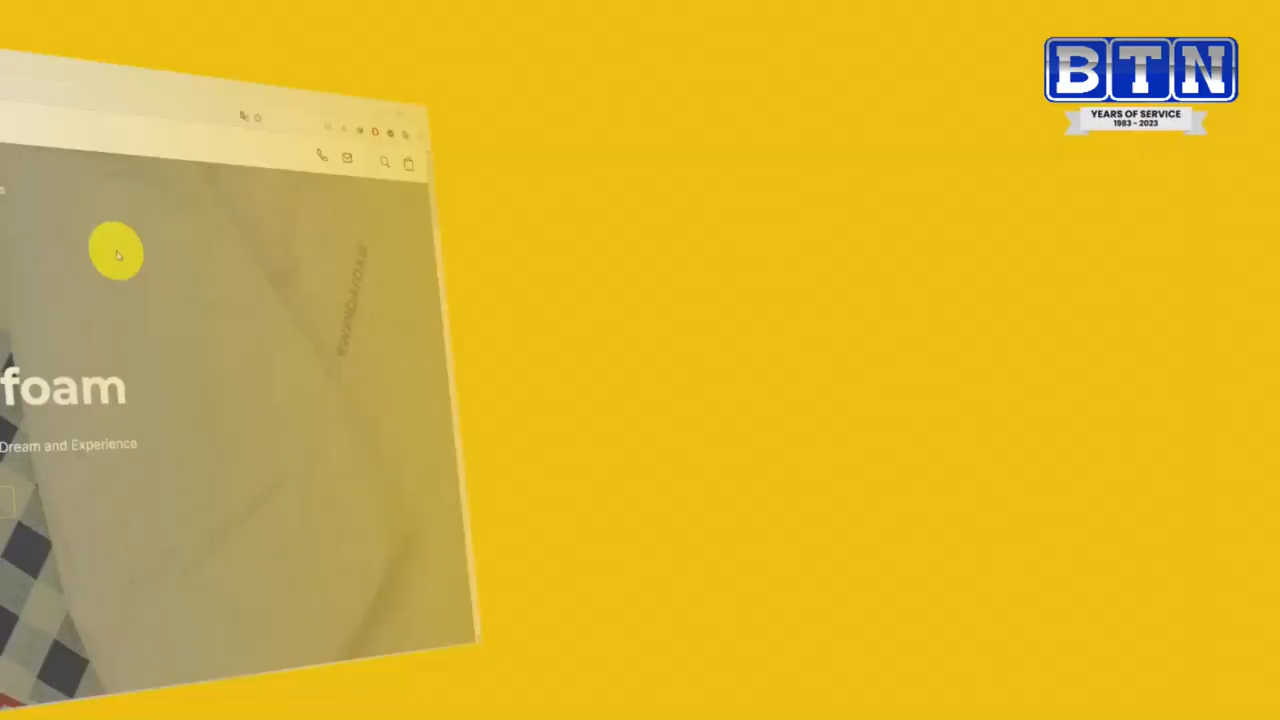 BTN
YEARS OF SERVICE
1983 - 2023
foam
Dream and Experience